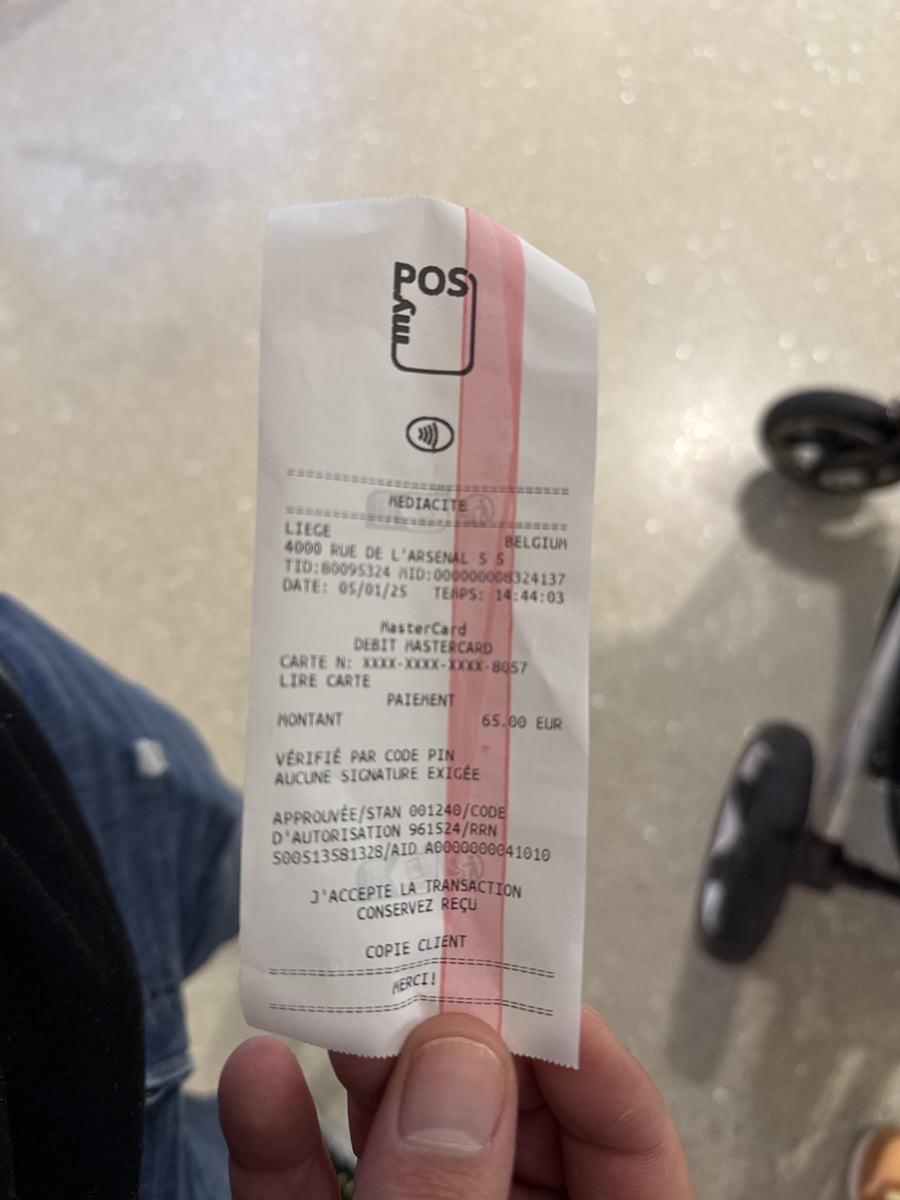 my POS
==============================
MEDIACITE
==============================
LIEGE BELGIUM
4000 RUE DE L'ARSENAL S S
TID:80095324 MID:000000008324137
DATE: 05/01/25 TEMPS: 14:44:03
MasterCard
DEBIT MASTERCARD
CARTE N: XXXX-XXXX-XXXX-8057
LIRE CARTE
PAIEMENT
MONTANT 65.00 EUR
VÉRIFIÉ PAR CODE PIN
AUCUNE SIGNATURE EXIGÉE
APPROUVÉE/STAN 001240/CODE
D'AUTORISATION 961524/RRN
500513581328/AID A0000000041010
J'ACCEPTE LA TRANSACTION
CONSERVEZ REÇU
COPIE CLIENT
==============================
MERCI!
==============================